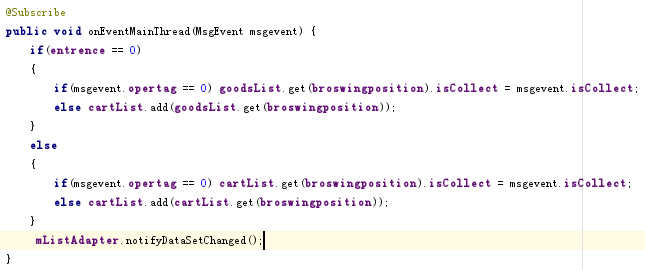 @Subscribe
public void onEventMainThread(MsgEvent msgevent) {
if(entrence == 0)
{
if(msgevent.opertag == 0) goodsList.get(broswingposition).isCollect = msgevent.isCollect;
else cartList.add(goodsList.get(broswingposition));
}
else
{
if(msgevent.opertag == 0) cartList.get(broswingposition).isCollect = msgevent.isCollect;
else cartList.add(cartList.get(broswingposition));
}
mListAdapter.notifyDataSetChanged();
}